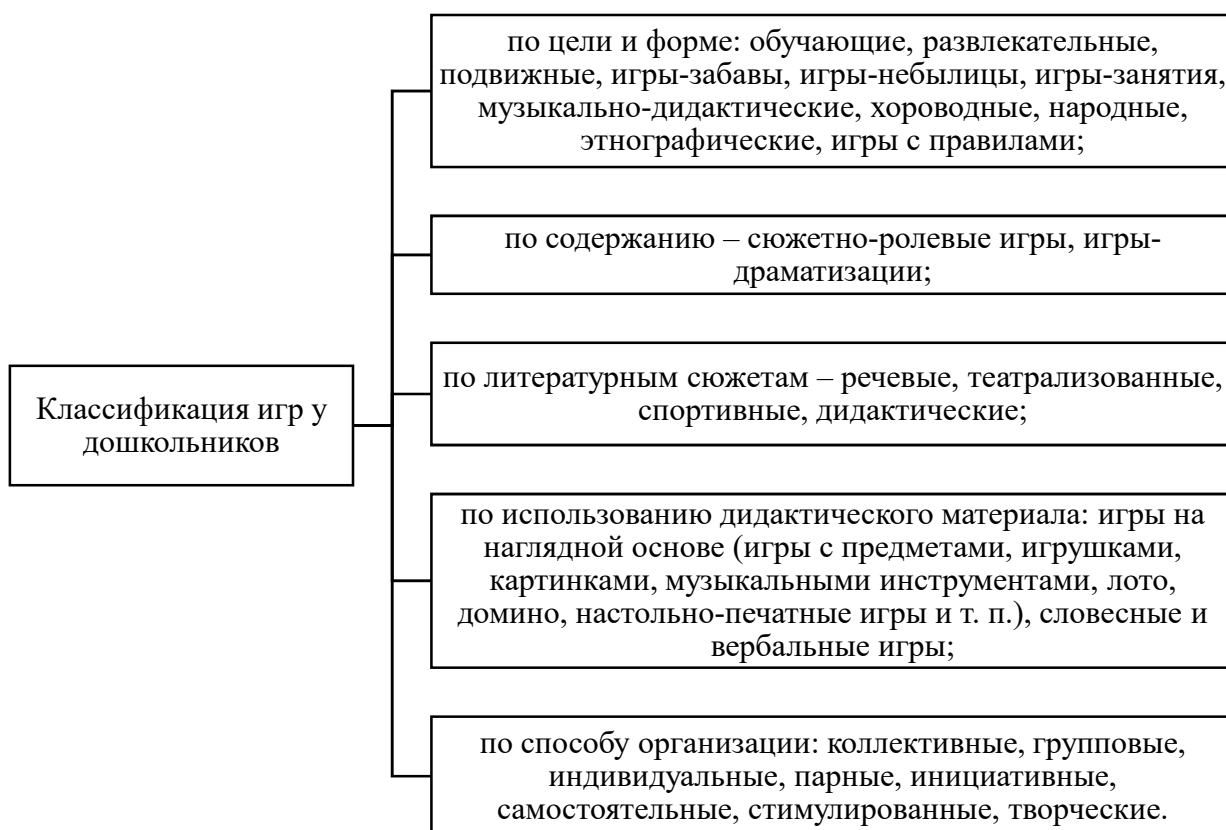 по цели и форме: обучающие, развлекательные,
подвижные, игры-забавы, игры-небылицы, игры-занятия,
музыкально-дидактические, хороводные, народные,
этнографические, игры с правилами;
по содержанию – сюжетно-ролевые игры, игры-
драматизации;
по литературным сюжетам – речевые, театрализованные,
спортивные, дидактические;
Классификация игр у
дошкольников
по использованию дидактического материала: игры на
наглядной основе (игры с предметами, игрушками,
картинками, музыкальными инструментами, лото,
домино, настольно-печатные игры и т. п.), словесные и
вербальные игры;
по способу организации: коллективные, групповые,
индивидуальные, парные, инициативные,
самостоятельные, стимулированные, творческие.